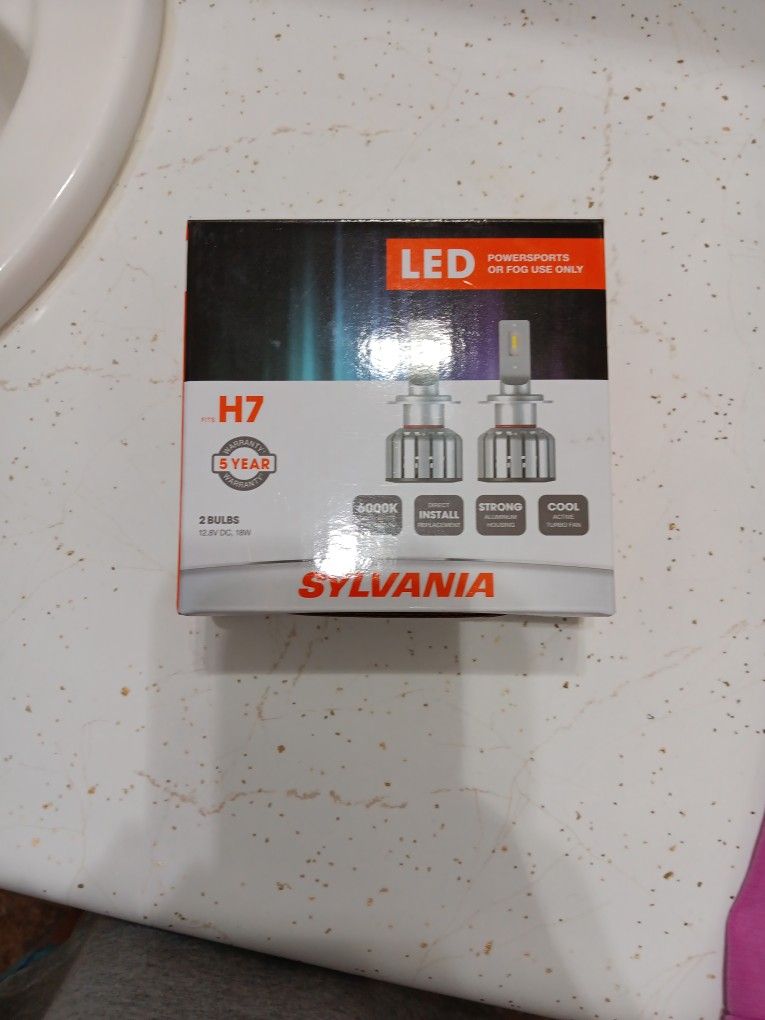 LED
POWERSPORTS
OR FOG USE ONLY
FITS H7
WARRANTY
5 YEAR
WARRANTY
2 BULBS
12.8V DC, 18W
6000K
DIRECT
INSTALL
REPLACEMENT
STRONG
ALUMINUM
HOUSING
COOL
ACTIVE
TURBO FAN
SYLVANIA